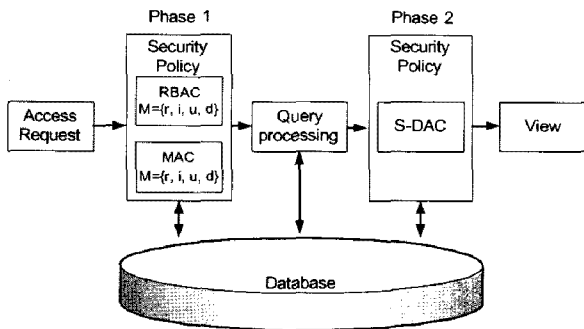 Phase 1
Phase 2
Security
Policy
Security
Policy
RBAC
M={r, i, u, d}
Access
Request
Query
processing
S-DAC
View
MAC
M={r, i, u, d}
Database